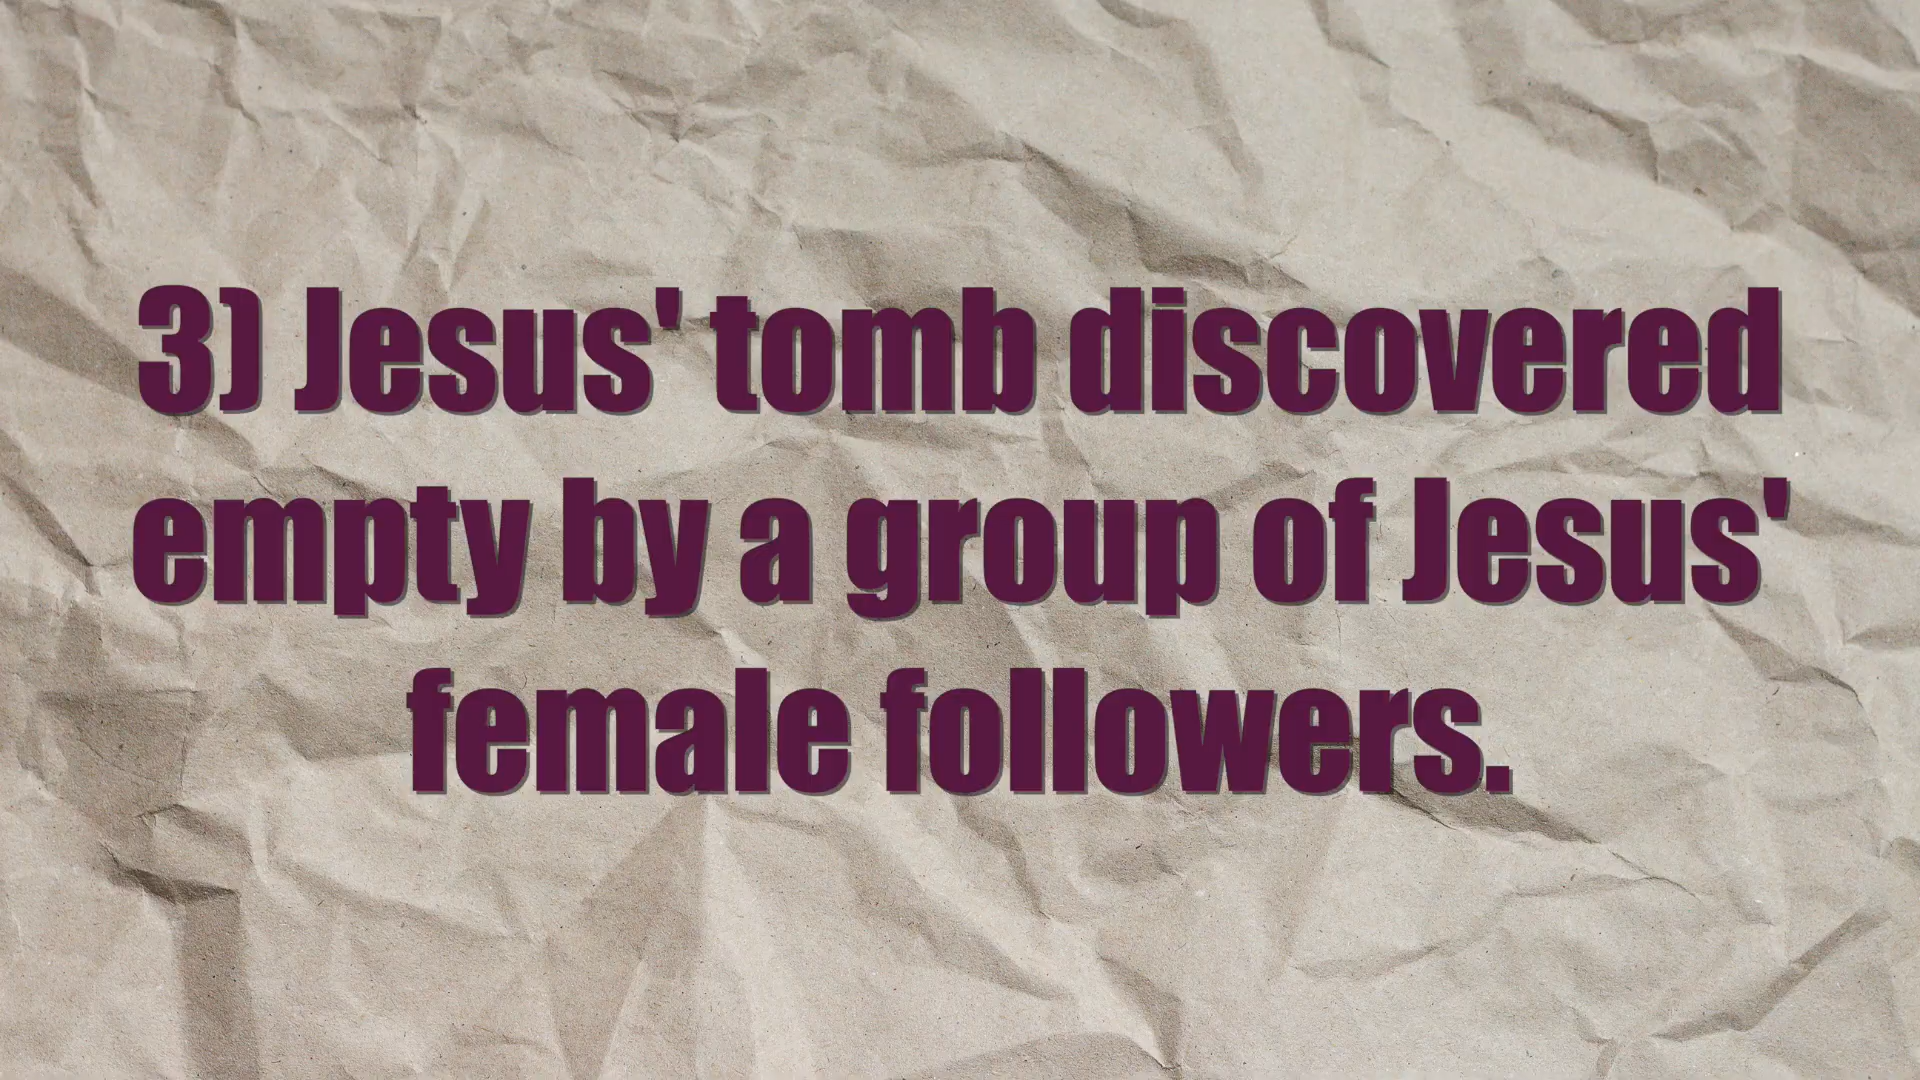 3) Jesus' tomb discovered
empty by a group of Jesus'
female followers.